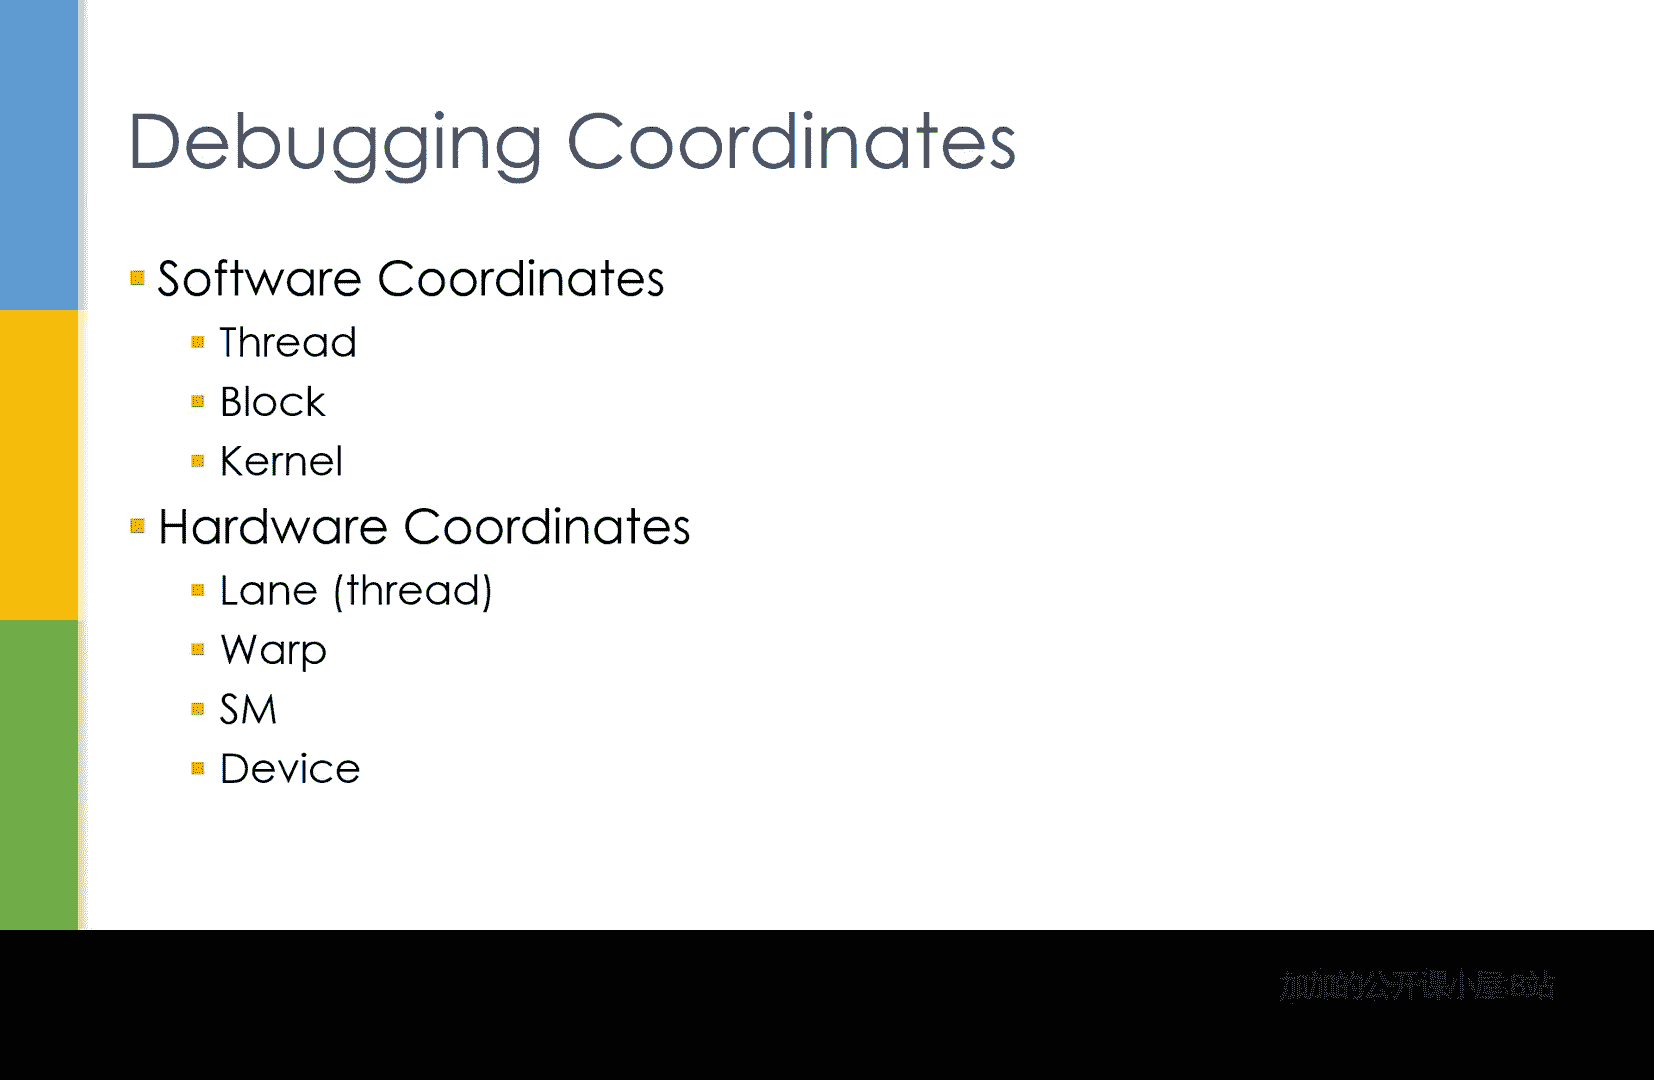 Debugging Coordinates
Software Coordinates
Thread
Block
Kernel
Hardware Coordinates
Lane (thread)
Warp
SM
Device
加加的公开课小屋:B站